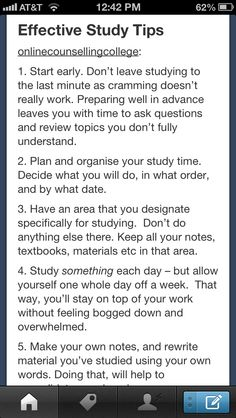 AT&T 12:42 PM 62%
Effective Study Tips
onlinecounsellingcollege:
1. Start early. Don't leave studying to
the last minute as cramming doesn't
really work. Preparing well in advance
leaves you with time to ask questions
and review topics you don't fully
understand.
2. Plan and organise your study time.
Decide what you will do, in what order,
and by what date.
3. Have an area that you designate
specifically for studying. Don't do
anything else there. Keep all your notes,
textbooks, materials etc in that area.
4. Study something each day – but allow
yourself one whole day off a week. That
way, you'll stay on top of your work
without feeling bogged down and
overwhelmed.
5. Make your own notes, and rewrite
material you've studied using your own
words. Doing that, will help to